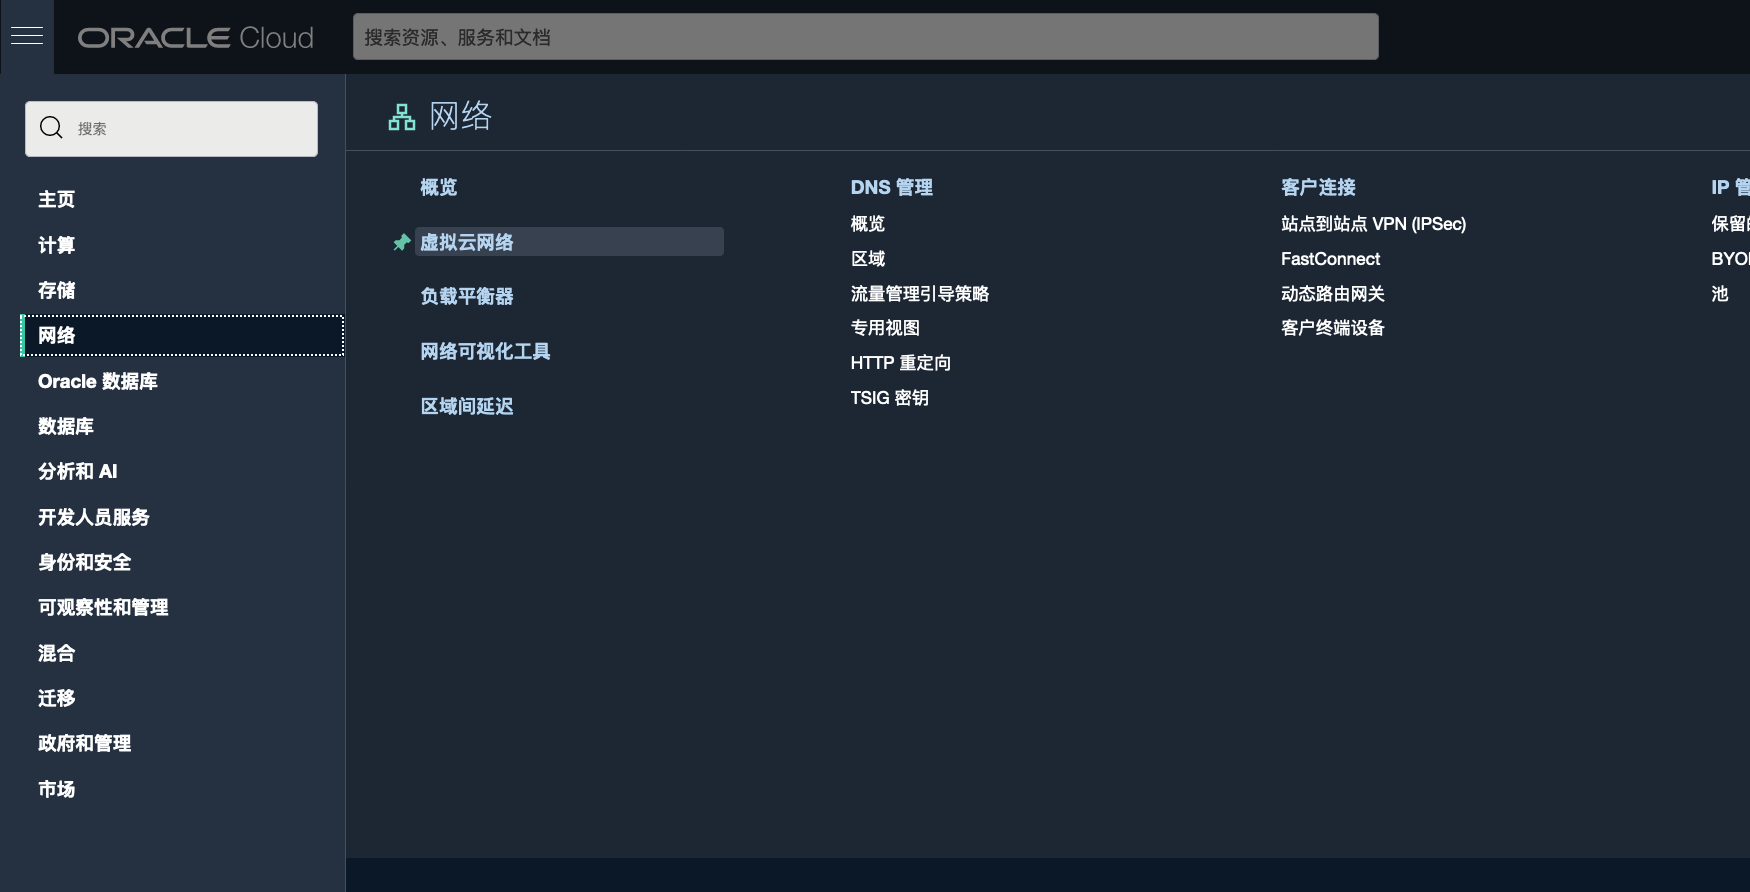 ORACLE Cloud
搜索资源、服务和文档
搜索
主页
计算
存储
网络
Oracle 数据库
数据库
分析和 AI
开发人员服务
身份和安全
可观察性和管理
混合
迁移
政府和管理
市场
网络
概览
虚拟云网络
负载平衡器
网络可视化工具
区域间延迟
DNS 管理
概览
区域
流量管理引导策略
专用视图
HTTP 重定向
TSIG 密钥
客户连接
站点到站点 VPN (IPSec)
FastConnect
动态路由网关
客户终端设备
IP 管
保留
BYO
池